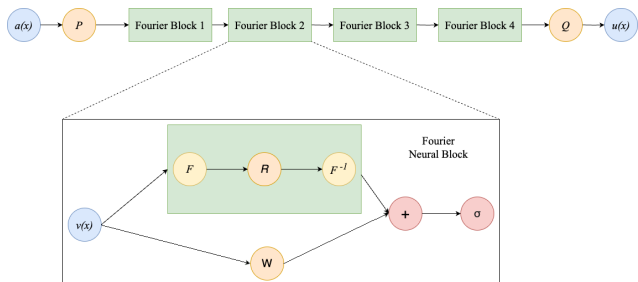 a(x) P Fourier Block 1 Fourier Block 2 Fourier Block 3 Fourier Block 4 Q u(x)
Fourier
Neural Block
F R F⁻¹
v(x) + σ
W